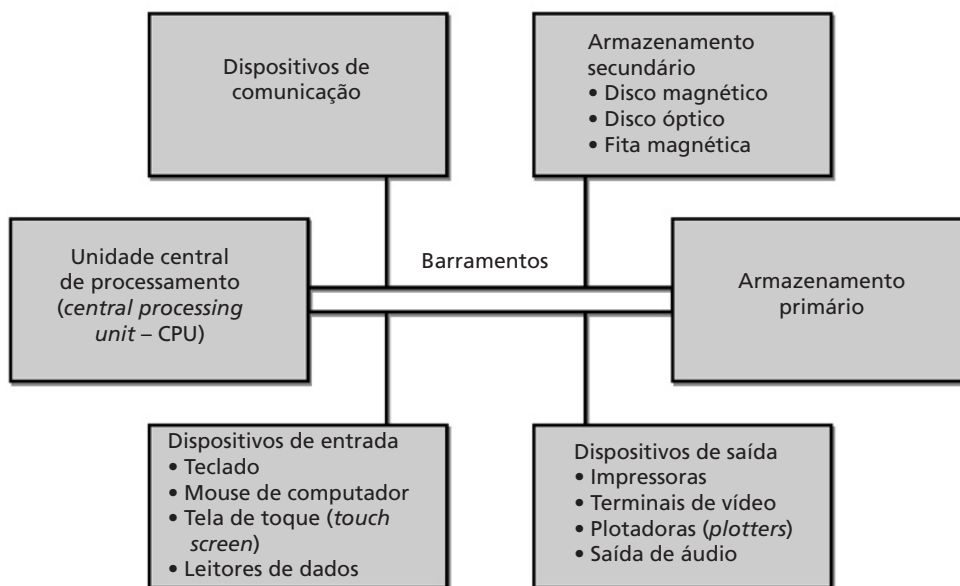 Dispositivos de
comunicação
Armazenamento
secundário
• Disco magnético
• Disco óptico
• Fita magnética
Unidade central
de processamento
(central processing
unit – CPU)
Barramentos
Armazenamento
primário
Dispositivos de entrada
• Teclado
• Mouse de computador
• Tela de toque (touch
screen)
• Leitores de dados
Dispositivos de saída
• Impressoras
• Terminais de vídeo
• Plotadoras (plotters)
• Saída de áudio